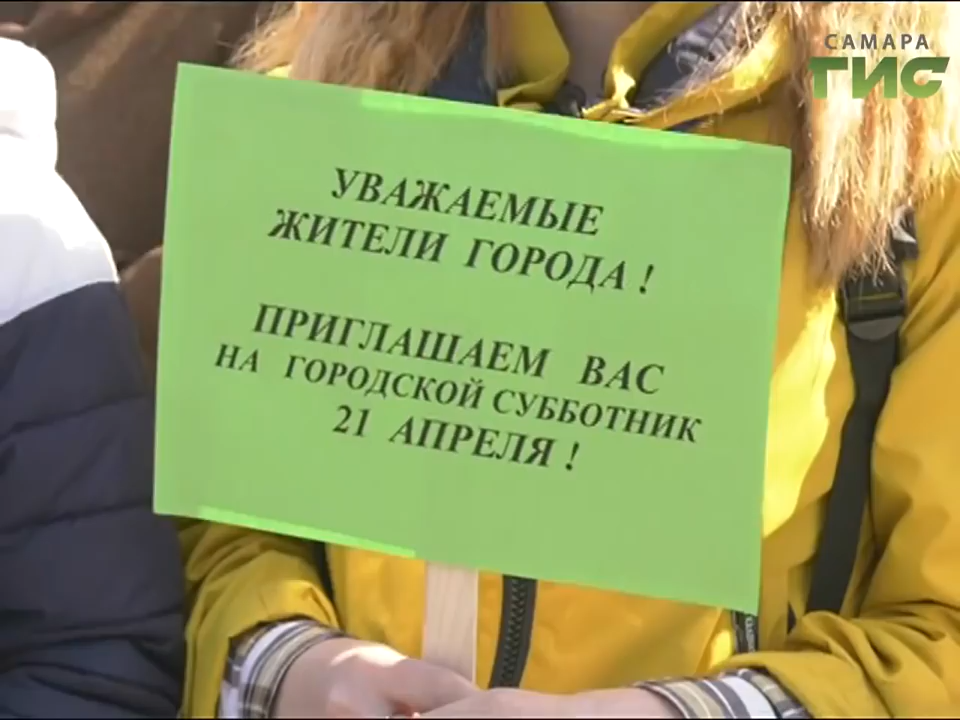 САМАРА
ГИС
УВАЖАЕМЫЕ
ЖИТЕЛИ ГОРОДА !
ПРИГЛАШАЕМ ВАС
НА ГОРОДСКОЙ СУББОТНИК
21 АПРЕЛЯ !